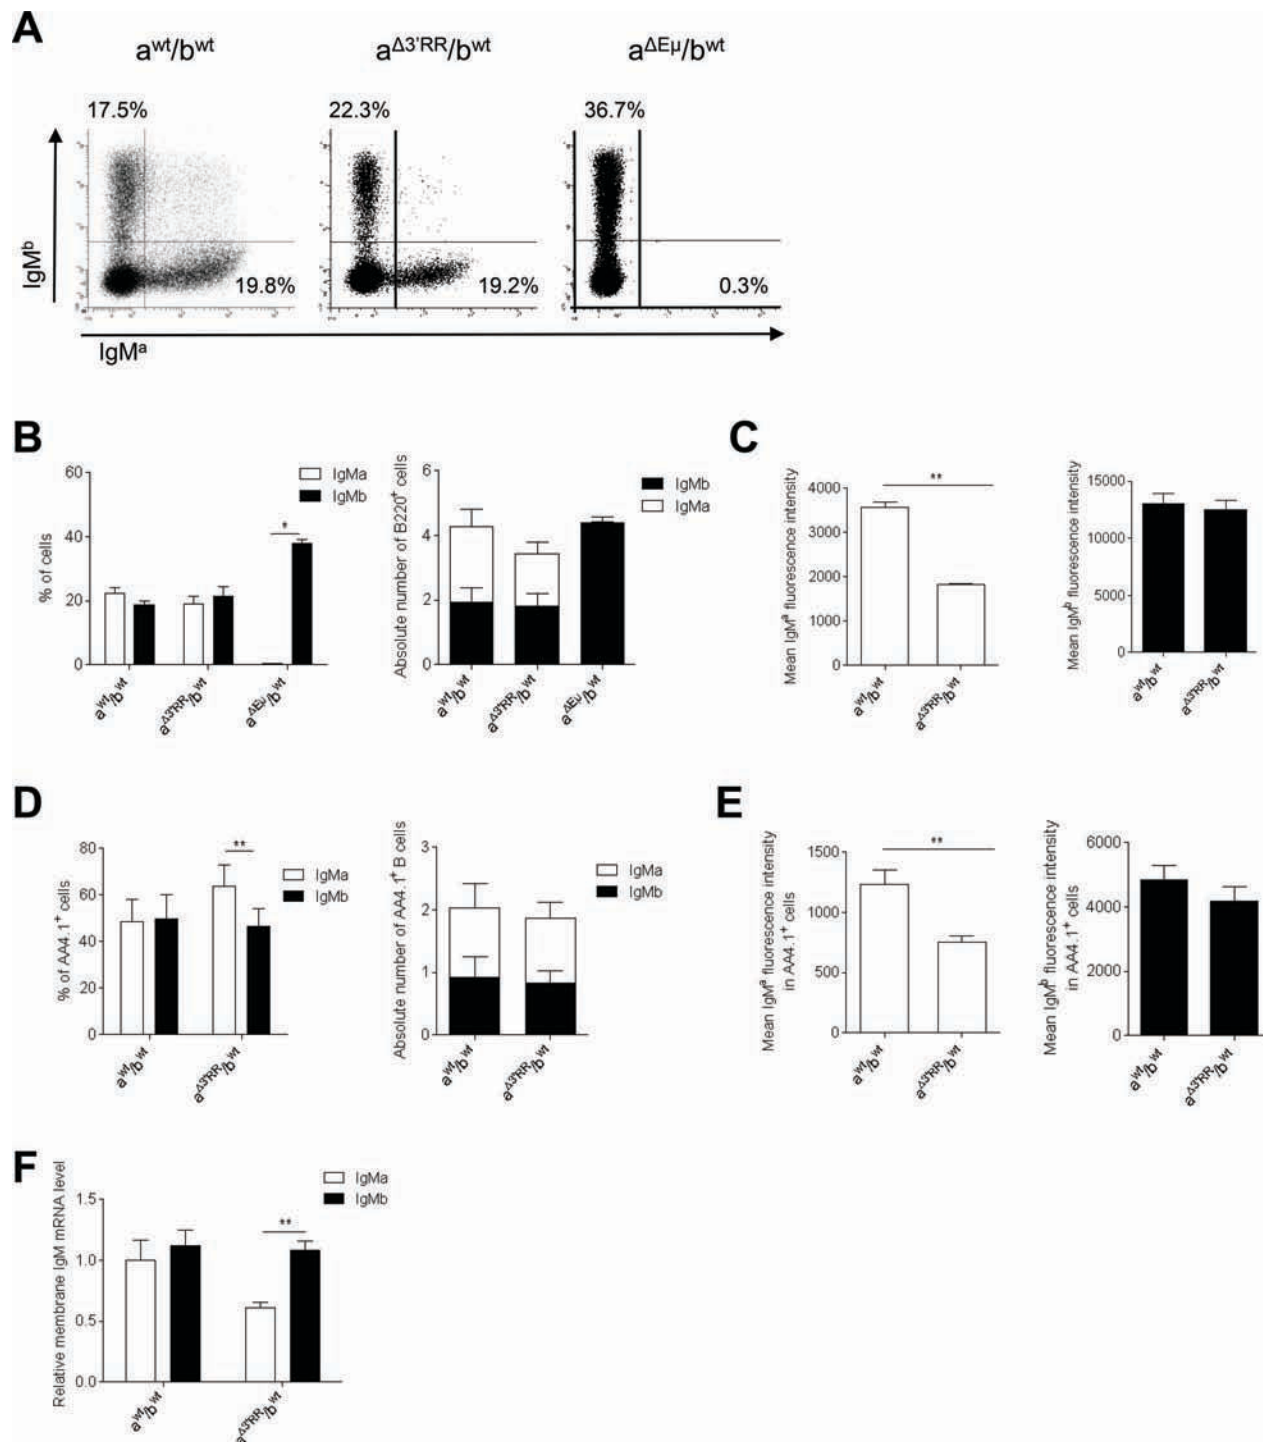 A
a^wt/b^wt
a^Δ3'RR/b^wt
a^ΔEμ/b^wt
17.5%
22.3%
36.7%
IgM^b
19.8%
19.2%
0.3%
IgM^a
B
% of cells
60
40
20
0
IgMa
IgMb
*
a^wt/b^wt
a^Δ3'RR/b^wt
a^ΔEμ/b^wt
Absolute number of B220^+ cells
6
4
2
0
IgMb
IgMa
a^wt/b^wt
a^Δ3'RR/b^wt
a^ΔEμ/b^wt
C
Mean IgM^a fluorescence intensity
4000
3000
2000
1000
0
**
a^wt/b^wt
a^Δ3'RR/b^wt
Mean IgM^b fluorescence intensity
15000
10000
5000
0
a^wt/b^wt
a^Δ3'RR/b^wt
D
% of AA4.1^+ cells
80
60
40
20
0
**
IgMa
IgMb
a^wt/b^wt
a^Δ3'RR/b^wt
Absolute number of AA4.1^+ B cells
3
2
1
0
IgMa
IgMb
a^wt/b^wt
a^Δ3'RR/b^wt
E
Mean IgM^a fluorescence intensity
in AA4.1^+ cells
1500
1000
500
0
**
a^wt/b^wt
a^Δ3'RR/b^wt
Mean IgM^b fluorescence intensity
in AA4.1^+ cells
6000
4000
2000
0
a^wt/b^wt
a^Δ3'RR/b^wt
F
Relative membrane IgM mRNA level
1.5
1.0
0.5
0.0
IgMa
IgMb
**
a^wt/b^wt
a^Δ3'RR/b^wt